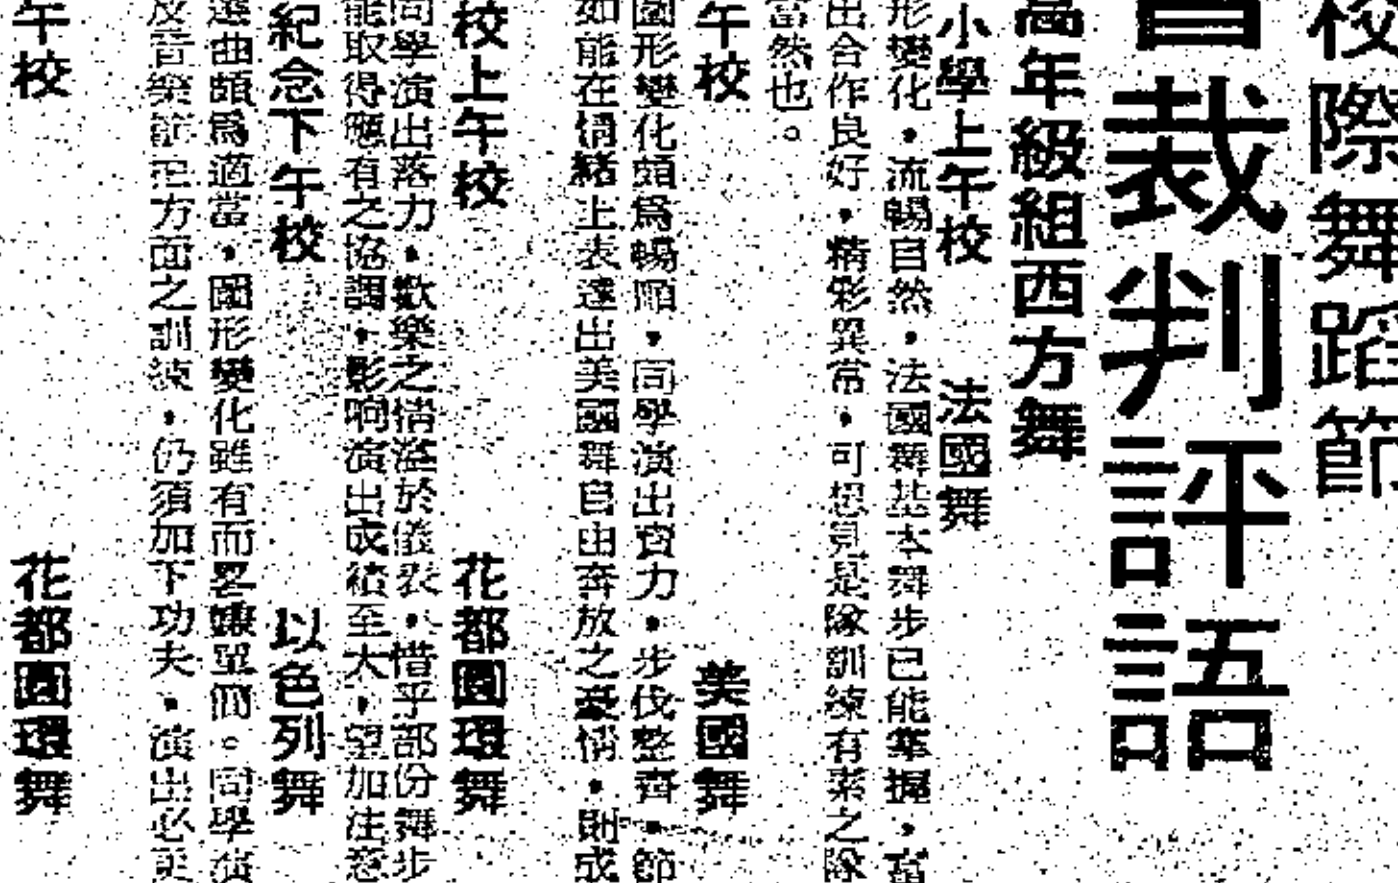 校際舞蹈節
裁判評語
高年級組西方舞
小學上午校 法國舞
形變化，流暢自然，法國舞基本舞步已能掌握，富
出合作良好，精彩異常，可想見是隊訓練有素之隊
當然也。
午校 美國舞
圖形變化頗為暢順，同學演出賣力，步伐整齊，節
如能在情緒上表達出美國舞自由奔放之豪情，則成
校上午校 花都圓環舞
同學演出落力，歡樂之情溢於儀表，惜乎部份舞步
能取得應有之協調，影响演出成績至大，望加注意
紀念下午校 以色列舞
選曲頗為適當，圖形變化雖有而畧嫌單簡。同學演
及音樂節拍方面之訓練，仍須加下功夫，演出必更
午校 花都圓環舞